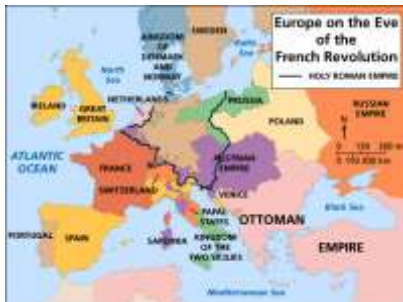 Europe on the Eve
of the
French Revolution
HOLY ROMAN EMPIRE
KINGDOM
OF
DENMARK
AND
NORWAY
SWEDEN
Baltic
Sea
North
Sea
NETHERLANDS
IRELAND
GREAT
BRITAIN
PRUSSIA
RUSSIAN
EMPIRE
POLAND
N
ATLANTIC
OCEAN
FRANCE
AUSTRIAN
EMPIRE
SWITZERLAND
VENICE
PAPAL
STATES
OTTOMAN
EMPIRE
Black Sea
PORTUGAL
SPAIN
SARDINIA
KINGDOM
OF THE
TWO SICILIES
Mediterranean Sea